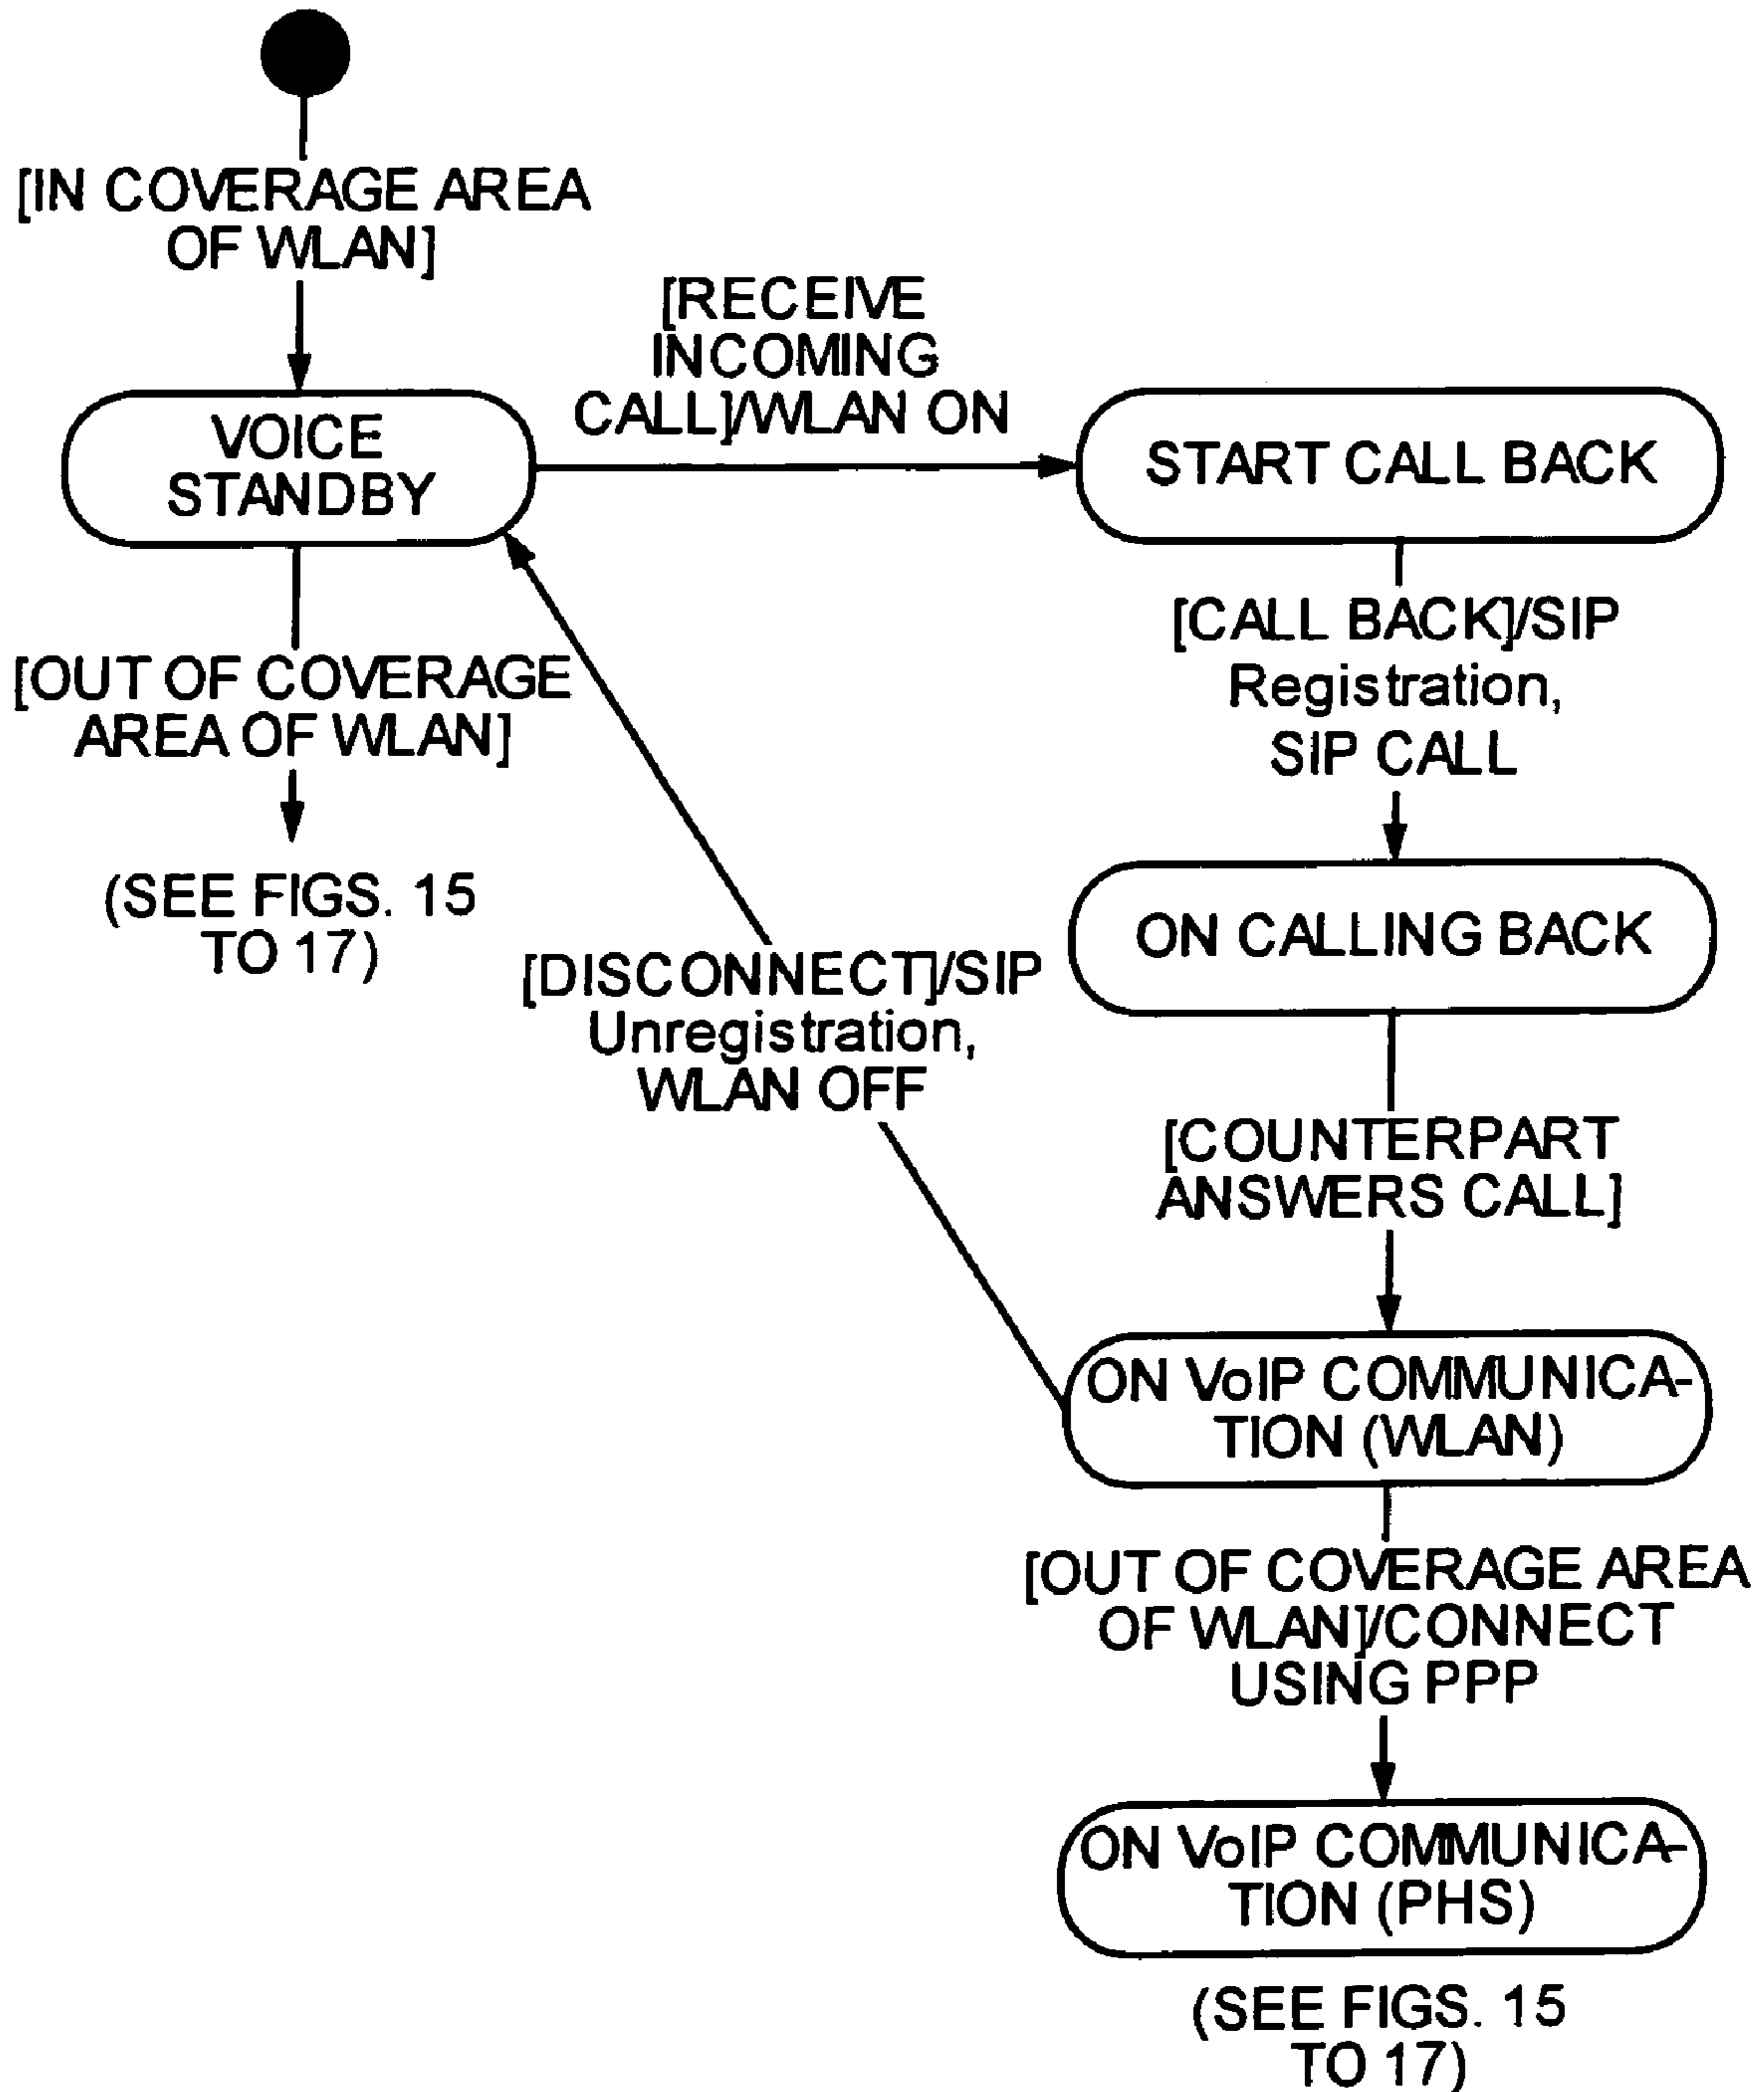 [IN COVERAGE AREA
OF WLAN]
[RECEIVE
INCOMING
CALL]/WLAN ON
VOICE
STANDBY
START CALL BACK
[OUT OF COVERAGE
AREA OF WLAN]
(SEE FIGS. 15
TO 17)
[CALL BACK]/SIP
Registration,
SIP CALL
ON CALLING BACK
[DISCONNECT]/SIP
Unregistration,
WLAN OFF
[COUNTERPART
ANSWERS CALL]
ON VoIP COMMUNICA-
TION (WLAN)
[OUT OF COVERAGE AREA
OF WLAN]/CONNECT
USING PPP
ON VoIP COMMUNICA-
TION (PHS)
(SEE FIGS. 15
TO 17)